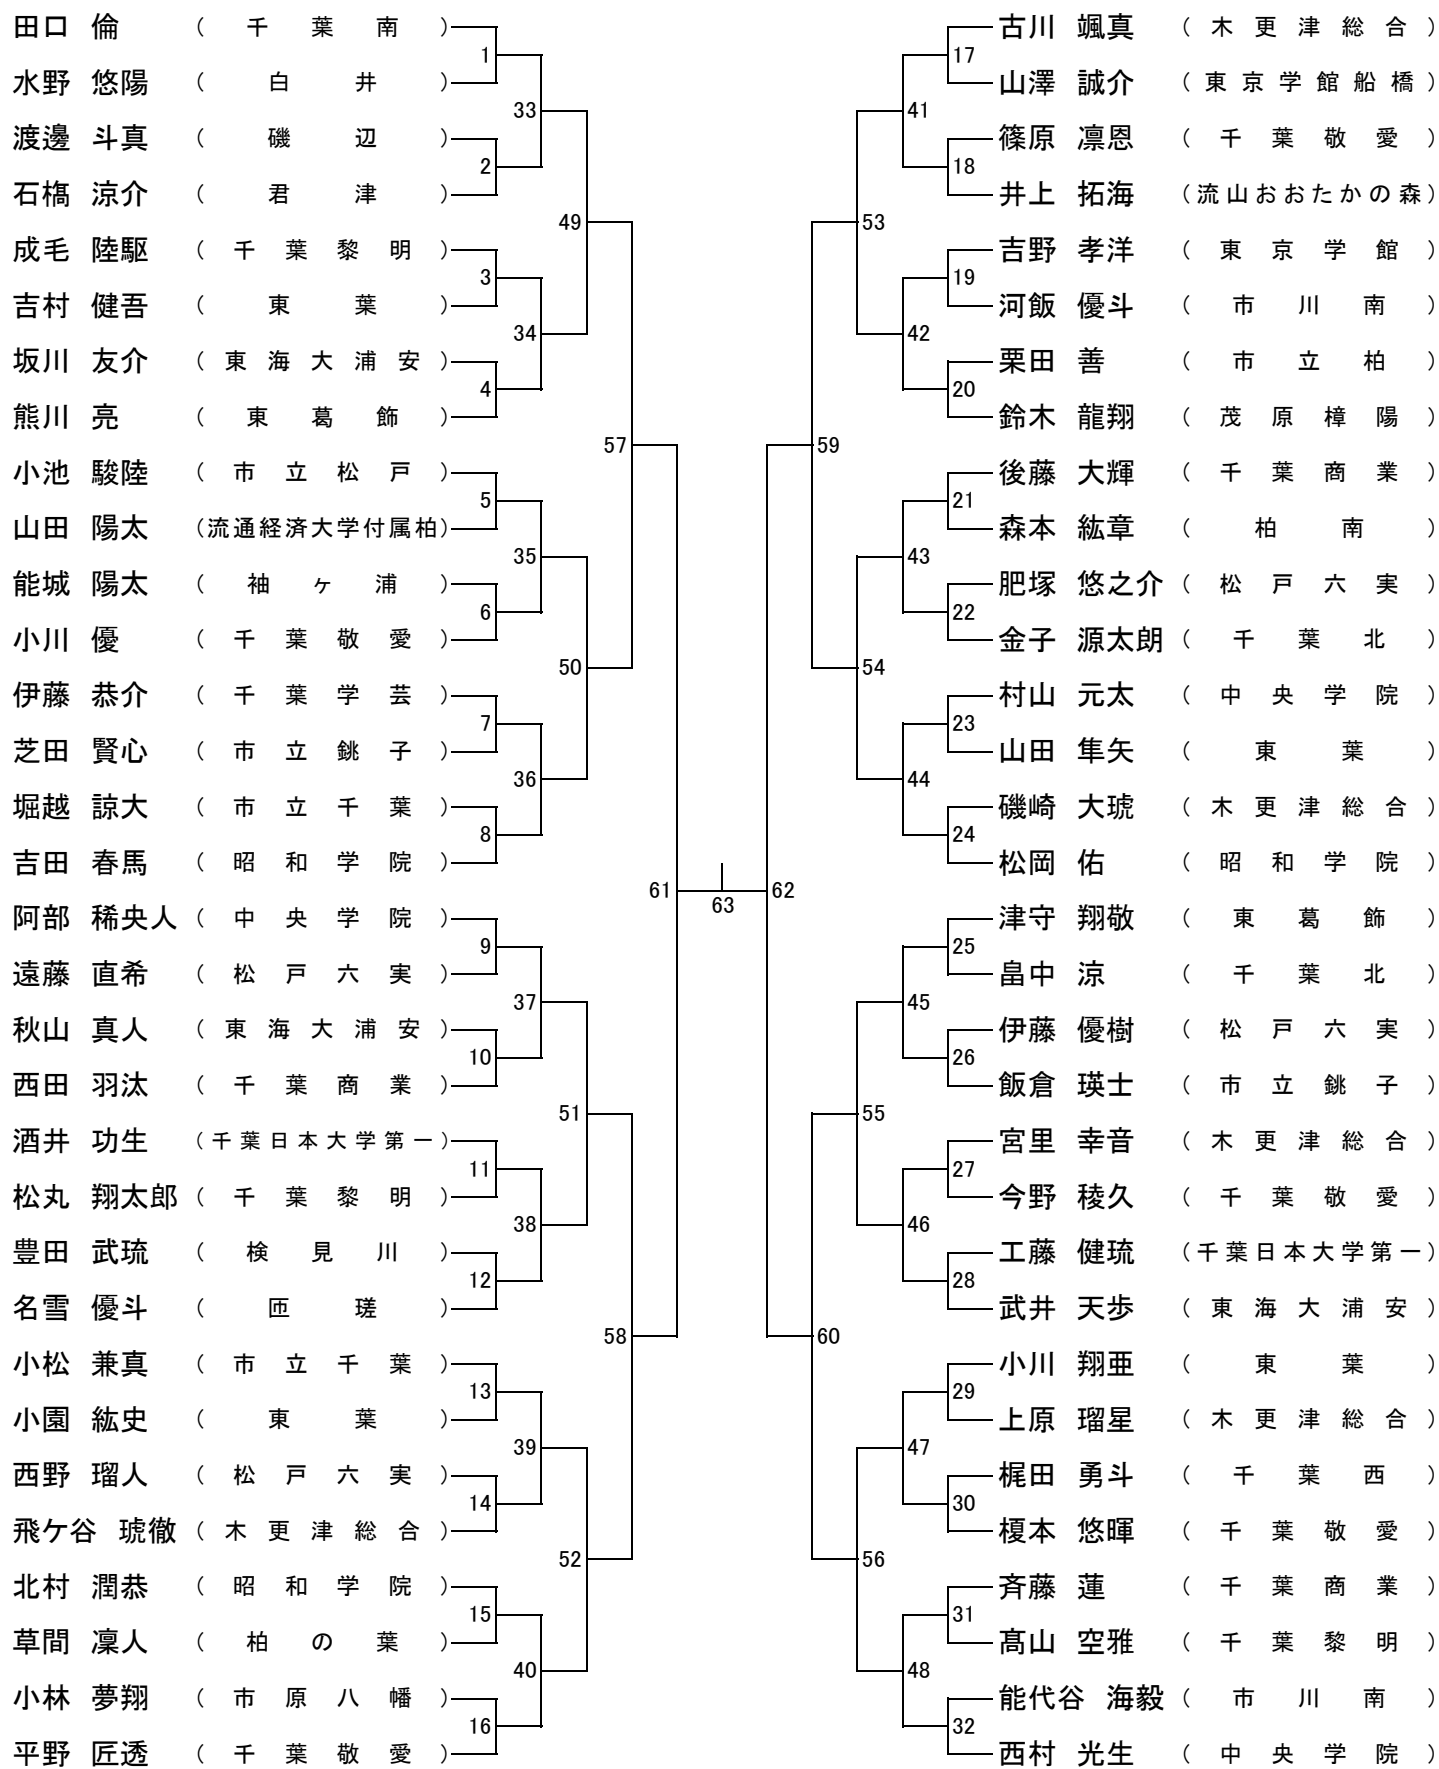 田口 倫 （ 千葉南 ）
1
水野 悠陽 （ 白井 ）
33
渡邊 斗真 （ 磯辺 ）
2
石橋 涼介 （ 君津 ）
49
成毛 陸駆 （ 千葉黎明 ）
3
吉村 健吾 （ 東葉 ）
34
坂川 友介 （ 東海大浦安 ）
4
熊川 亮 （ 東葛飾 ）
57
小池 駿陸 （ 市立松戸 ）
5
山田 陽太 （流通経済大学付属柏）
35
能城 陽太 （ 袖ヶ浦 ）
6
小川 優 （ 千葉敬愛 ）
50
伊藤 恭介 （ 千葉学芸 ）
7
芝田 賢心 （ 市立銚子 ）
36
堀越 諒大 （ 市立千葉 ）
8
吉田 春馬 （ 昭和学院 ）
61
阿部 稀央人 （ 中央学院 ）
9
遠藤 直希 （ 松戸六実 ）
37
秋山 真人 （ 東海大浦安 ）
10
西田 羽汰 （ 千葉商業 ）
51
酒井 功生 （千葉日本大学第一）
11
松丸 翔太郎 （ 千葉黎明 ）
38
豊田 武琉 （ 検見川 ）
12
名雪 優斗 （ 匝瑳 ）
58
小松 兼真 （ 市立千葉 ）
13
小園 紘史 （ 東葉 ）
39
西野 瑠人 （ 松戸六実 ）
14
飛ケ谷 琥徹 （ 木更津総合 ）
52
北村 潤恭 （ 昭和学院 ）
15
草間 凜人 （ 柏の葉 ）
40
小林 夢翔 （ 市原八幡 ）
16
平野 匠透 （ 千葉敬愛 ）
63
古川 颯真 （ 木更津総合 ）
17
山澤 誠介 （ 東京学館船橋 ）
41
篠原 凛恩 （ 千葉敬愛 ）
18
井上 拓海 （流山おおたかの森）
53
吉野 孝洋 （ 東京学館 ）
19
河飯 優斗 （ 市川南 ）
42
栗田 善 （ 市立柏 ）
20
鈴木 龍翔 （ 茂原樟陽 ）
59
後藤 大輝 （ 千葉商業 ）
21
森本 紘章 （ 柏南 ）
43
肥塚 悠之介 （ 松戸六実 ）
22
金子 源太朗 （ 千葉北 ）
54
村山 元太 （ 中央学院 ）
23
山田 隼矢 （ 東葉 ）
44
磯崎 大琥 （ 木更津総合 ）
24
松岡 佑 （ 昭和学院 ）
62
津守 翔敬 （ 東葛飾 ）
25
畠中 涼 （ 千葉北 ）
45
伊藤 優樹 （ 松戸六実 ）
26
飯倉 瑛士 （ 市立銚子 ）
55
宮里 幸音 （ 木更津総合 ）
27
今野 稜久 （ 千葉敬愛 ）
46
工藤 健琉 （千葉日本大学第一）
28
武井 天歩 （ 東海大浦安 ）
60
小川 翔亜 （ 東葉 ）
29
上原 瑠星 （ 木更津総合 ）
47
梶田 勇斗 （ 千葉西 ）
30
榎本 悠暉 （ 千葉敬愛 ）
56
斉藤 蓮 （ 千葉商業 ）
31
髙山 空雅 （ 千葉黎明 ）
48
能代谷 海毅 （ 市川南 ）
32
西村 光生 （ 中央学院 ）